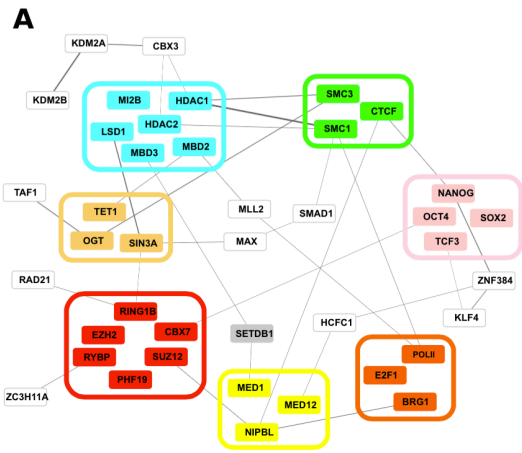 A
KDM2A
CBX3
KDM2B
MI2B
HDAC1
SMC3
CTCF
LSD1
HDAC2
SMC1
MBD3
MBD2
TAF1
TET1
MLL2
SMAD1
NANOG
OCT4
SOX2
OGT
SIN3A
MAX
TCF3
RAD21
ZNF384
RING1B
KLF4
EZH2
CBX7
SETDB1
HCFC1
RYBP
SUZ12
POLII
PHF19
E2F1
ZC3H11A
MED1
MED12
BRG1
NIPBL